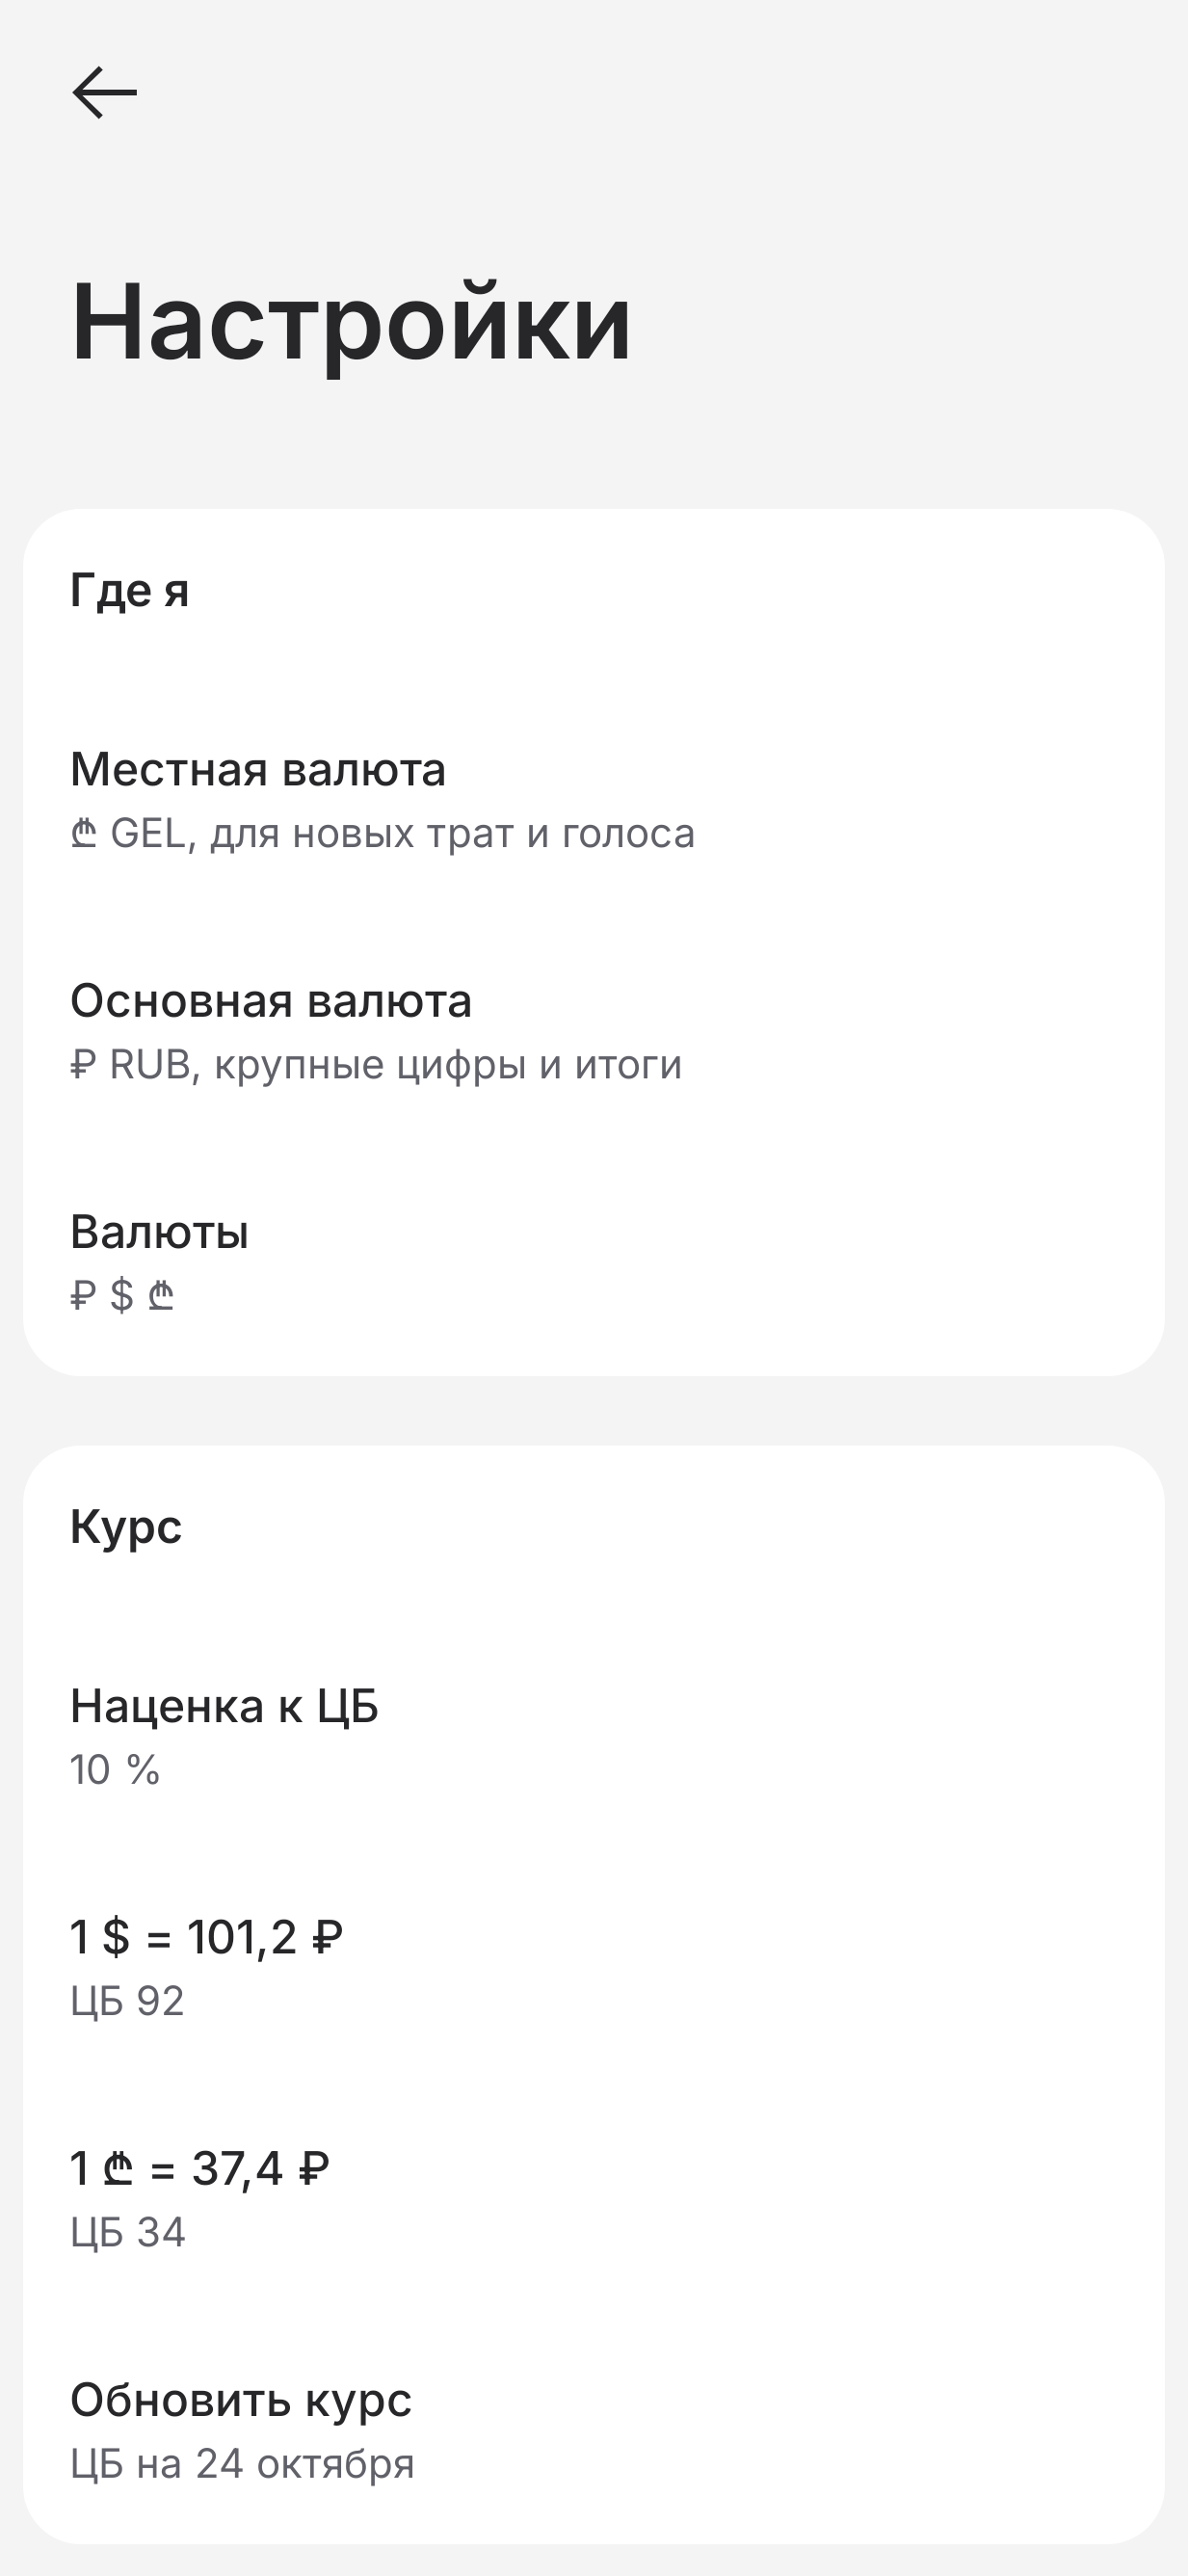 Настройки
Где я
Местная валюта
₾ GEL, для новых трат и голоса
Основная валюта
₽ RUB, крупные цифры и итоги
Валюты
₽ $ ₾
Курс
Наценка к ЦБ
10 %
1 $ = 101,2 ₽
ЦБ 92
1 ₾ = 37,4 ₽
ЦБ 34
Обновить курс
ЦБ на 24 октября